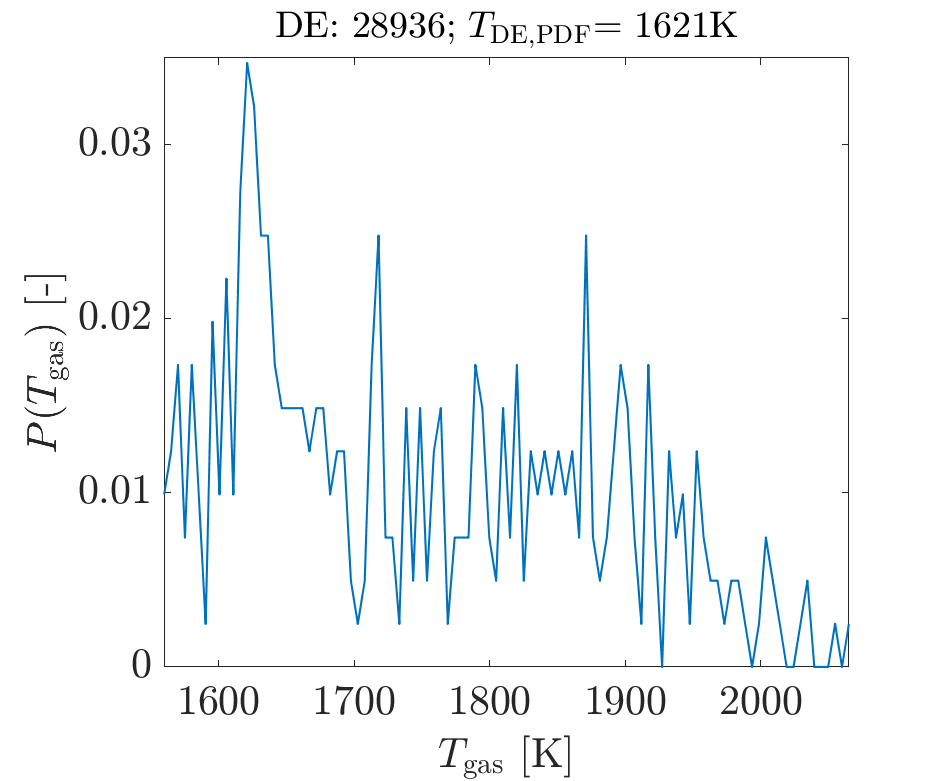 DE: 28936; T_DE,PDF= 1621K
0.03
0.02
0.01
0
P(T_gas) [-]
1600 1700 1800 1900 2000
T_gas [K]